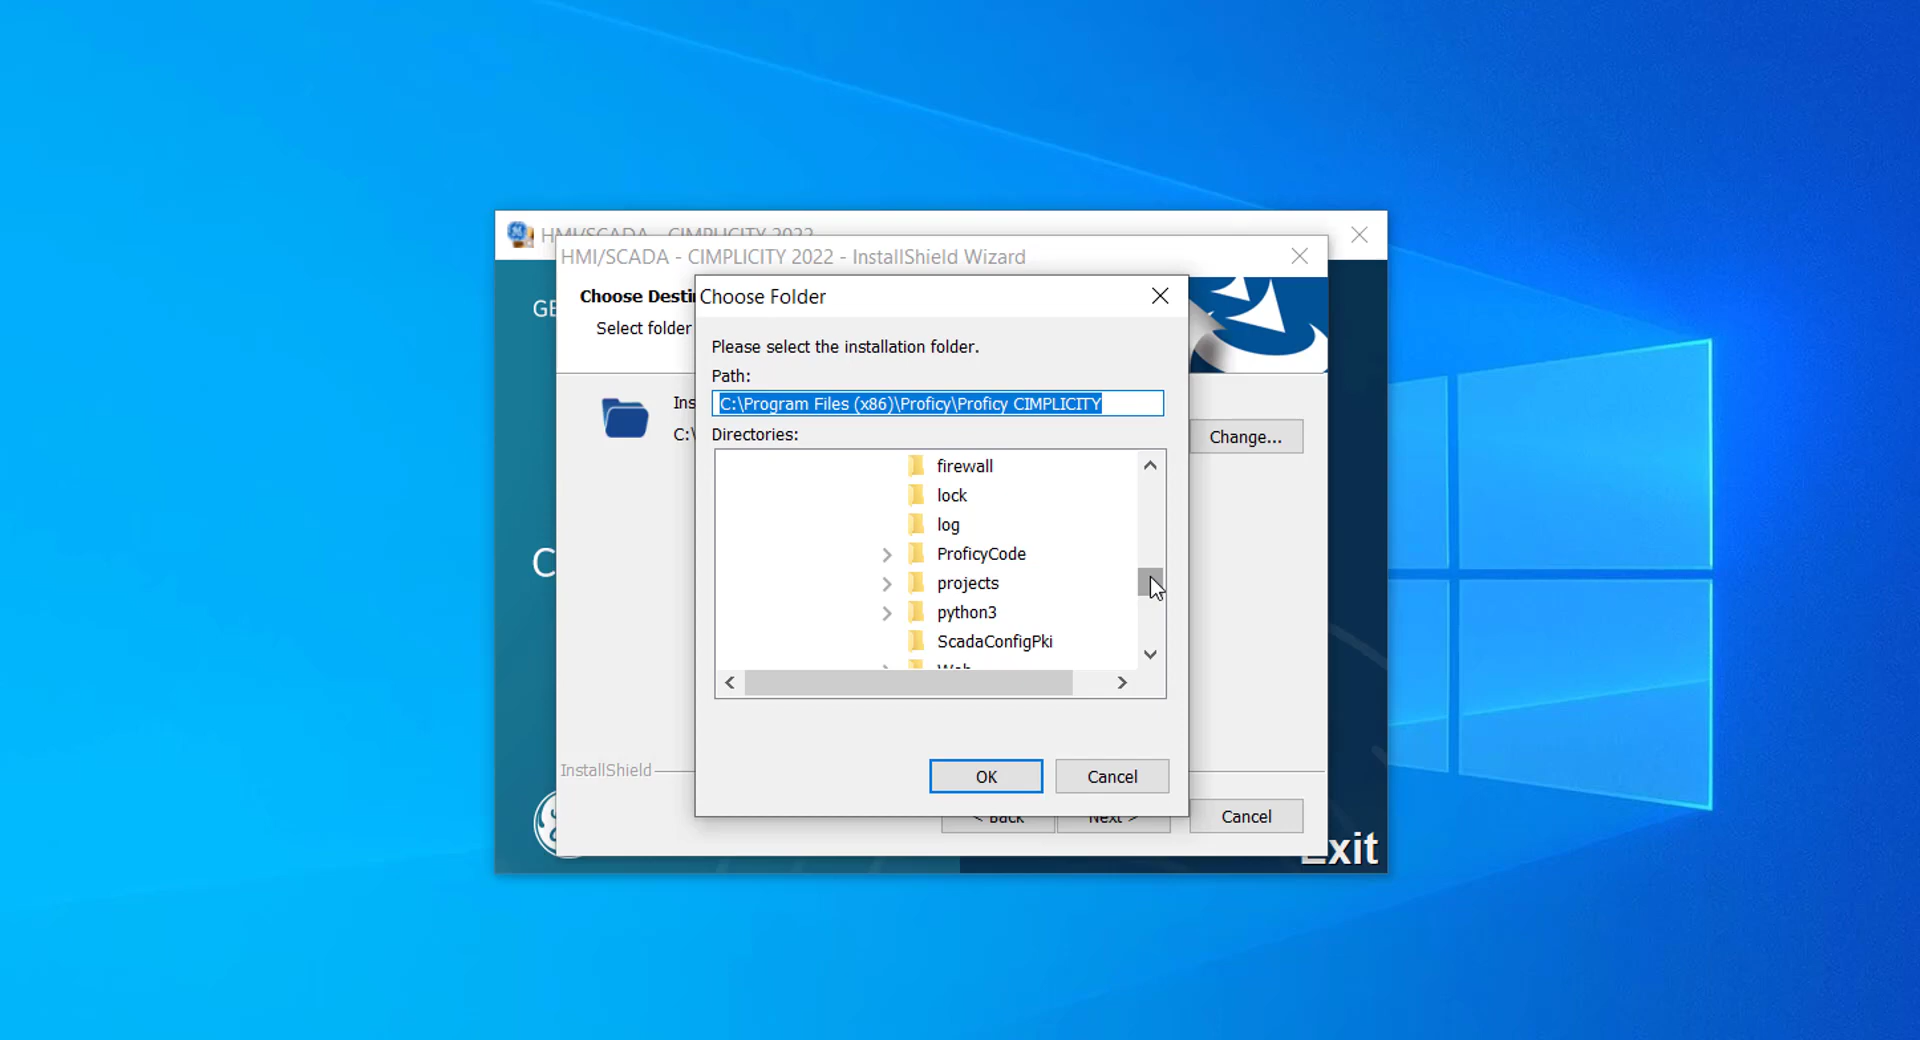 HMI/SCADA - CIMPLICITY 2022
HMI/SCADA - CIMPLICITY 2022 - InstallShield Wizard
Choose Desti
Select folder
GE
Choose Folder
Please select the installation folder.
Path:
C:\Program Files (x86)\Proficy\Proficy CIMPLICITY
Ins
C:\
Change...
Directories:
firewall
lock
log
ProficyCode
projects
python3
ScadaConfigPki
Web
C
OK
Cancel
InstallShield
< Back
Next >
Cancel
Exit